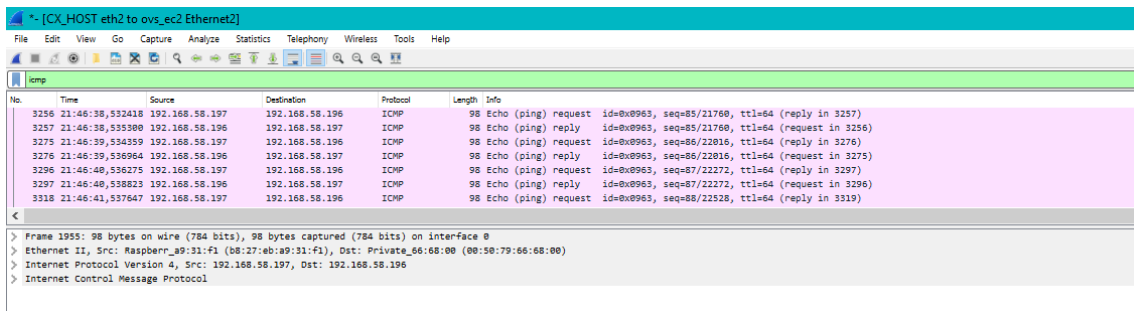 *- [CX_HOST eth2 to ovs_ec2 Ethernet2]
File Edit View Go Capture Analyze Statistics Telephony Wireless Tools Help
icmp
No. Time Source Destination Protocol Length Info
3256 21:46:38,532418 192.168.58.197 192.168.58.196 ICMP 98 Echo (ping) request id=0x0963, seq=85/21760, ttl=64 (reply in 3257)
3257 21:46:38,535300 192.168.58.196 192.168.58.197 ICMP 98 Echo (ping) reply id=0x0963, seq=85/21760, ttl=64 (request in 3256)
3275 21:46:39,534359 192.168.58.197 192.168.58.196 ICMP 98 Echo (ping) request id=0x0963, seq=86/22016, ttl=64 (reply in 3276)
3276 21:46:39,536964 192.168.58.196 192.168.58.197 ICMP 98 Echo (ping) reply id=0x0963, seq=86/22016, ttl=64 (request in 3275)
3296 21:46:40,536275 192.168.58.197 192.168.58.196 ICMP 98 Echo (ping) request id=0x0963, seq=87/22272, ttl=64 (reply in 3297)
3297 21:46:40,538823 192.168.58.196 192.168.58.197 ICMP 98 Echo (ping) reply id=0x0963, seq=87/22272, ttl=64 (request in 3296)
3318 21:46:41,537647 192.168.58.197 192.168.58.196 ICMP 98 Echo (ping) request id=0x0963, seq=88/22528, ttl=64 (reply in 3319)
> Frame 1955: 98 bytes on wire (784 bits), 98 bytes captured (784 bits) on interface 0
> Ethernet II, Src: Raspberr_a9:31:f1 (b8:27:eb:a9:31:f1), Dst: Private_66:68:00 (00:50:79:66:68:00)
> Internet Protocol Version 4, Src: 192.168.58.197, Dst: 192.168.58.196
> Internet Control Message Protocol